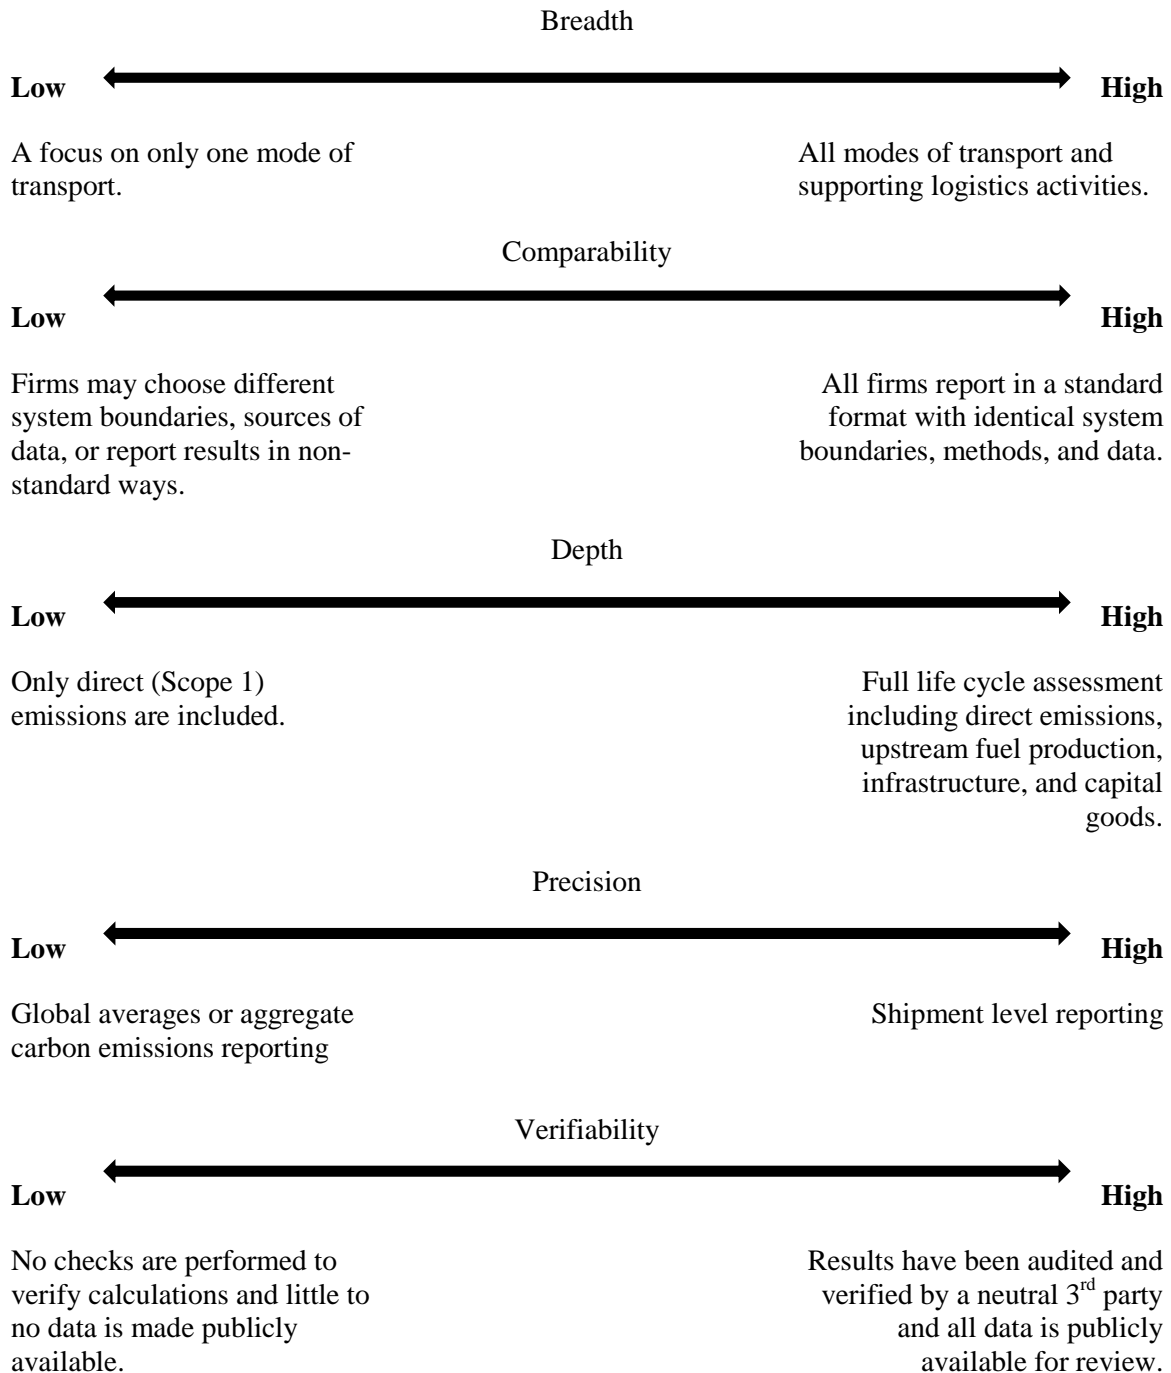 Breadth
Low
High
A focus on only one mode of
transport.
All modes of transport and
supporting logistics activities.
Comparability
Low
High
Firms may choose different
system boundaries, sources of
data, or report results in non-
standard ways.
All firms report in a standard
format with identical system
boundaries, methods, and data.
Depth
Low
High
Only direct (Scope 1)
emissions are included.
Full life cycle assessment
including direct emissions,
upstream fuel production,
infrastructure, and capital
goods.
Precision
Low
High
Global averages or aggregate
carbon emissions reporting
Shipment level reporting
Verifiability
Low
High
No checks are performed to
verify calculations and little to
no data is made publicly
available.
Results have been audited and
verified by a neutral 3rd party
and all data is publicly
available for review.